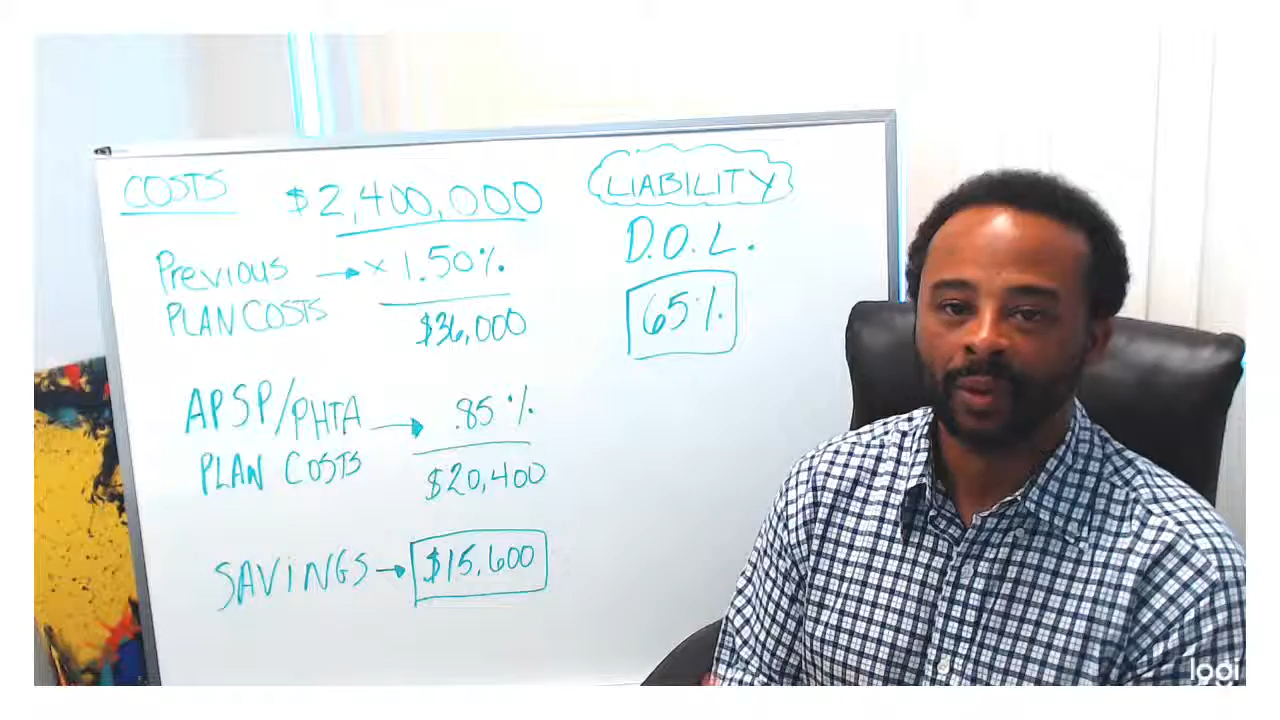 COSTS
$2,400,000
Previous → × 1.50%
PLAN COSTS
$36,000
APSP/PHTA → .85%
PLAN COSTS
$20,400
SAVINGS → $15,600
LIABILITY
D.O.L.
65%
logi